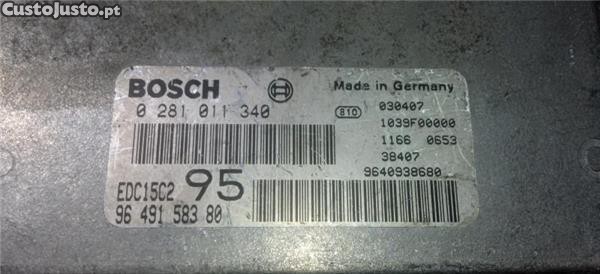 CustoJusto.pt
BOSCH
Made in Germany
0 281 011 340
810
030407
1039F00000
1166 0653
38407
9640938680
EDC15C2 95
96 491 583 80